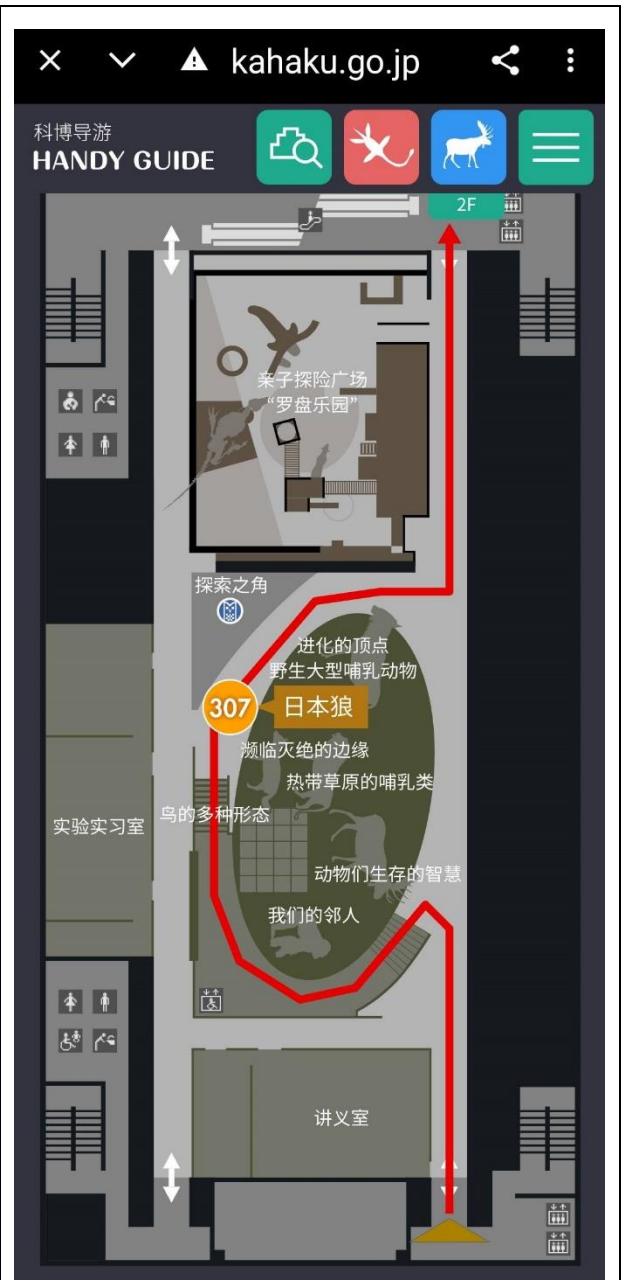 kahaku.go.jp
科博导游
HANDY GUIDE
2F
亲子探险广场
“罗盘乐园”
探索之角
进化的顶点
野生大型哺乳动物
307
日本狼
濒临灭绝的边缘
热带草原的哺乳类
鸟的多种形态
实验实习室
动物们生存的智慧
我们的邻人
讲义室